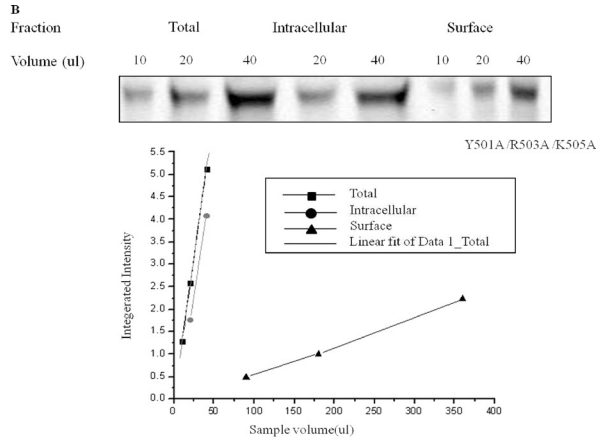 B
Fraction Total Intracellular Surface
Volume (ul) 10 20 40 20 40 10 20 40
Y501A/R503A/K505A
5.5
5.0
4.5
4.0
3.5
3.0
2.5
2.0
1.5
1.0
0.5
0.0
Integerated Intensity
Total
Intracellular
Surface
Linear fit of Data 1_Total
0 50 100 150 200 250 300 350 400
Sample volume(ul)